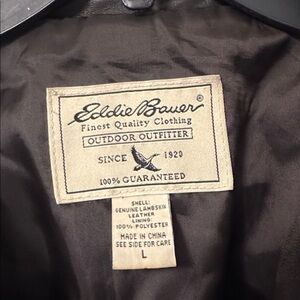 Eddie Bauer®
Finest Quality Clothing
OUTDOOR OUTFITTER
SINCE 1920
100% GUARANTEED
SHELL:
GENUINE LAMBSKIN
LEATHER
LINING:
100% POLYESTER
MADE IN CHINA
SEE SIDE FOR CARE
L